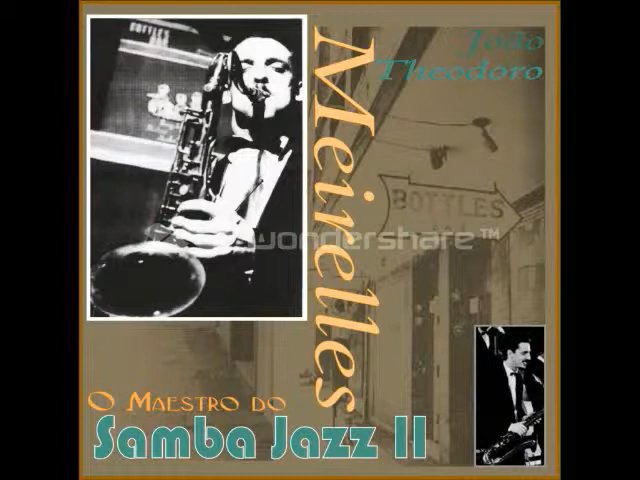 João
Theodoro
Meirelles
BOTTLES
wondershare™
O MAESTRO DO
Samba Jazz II